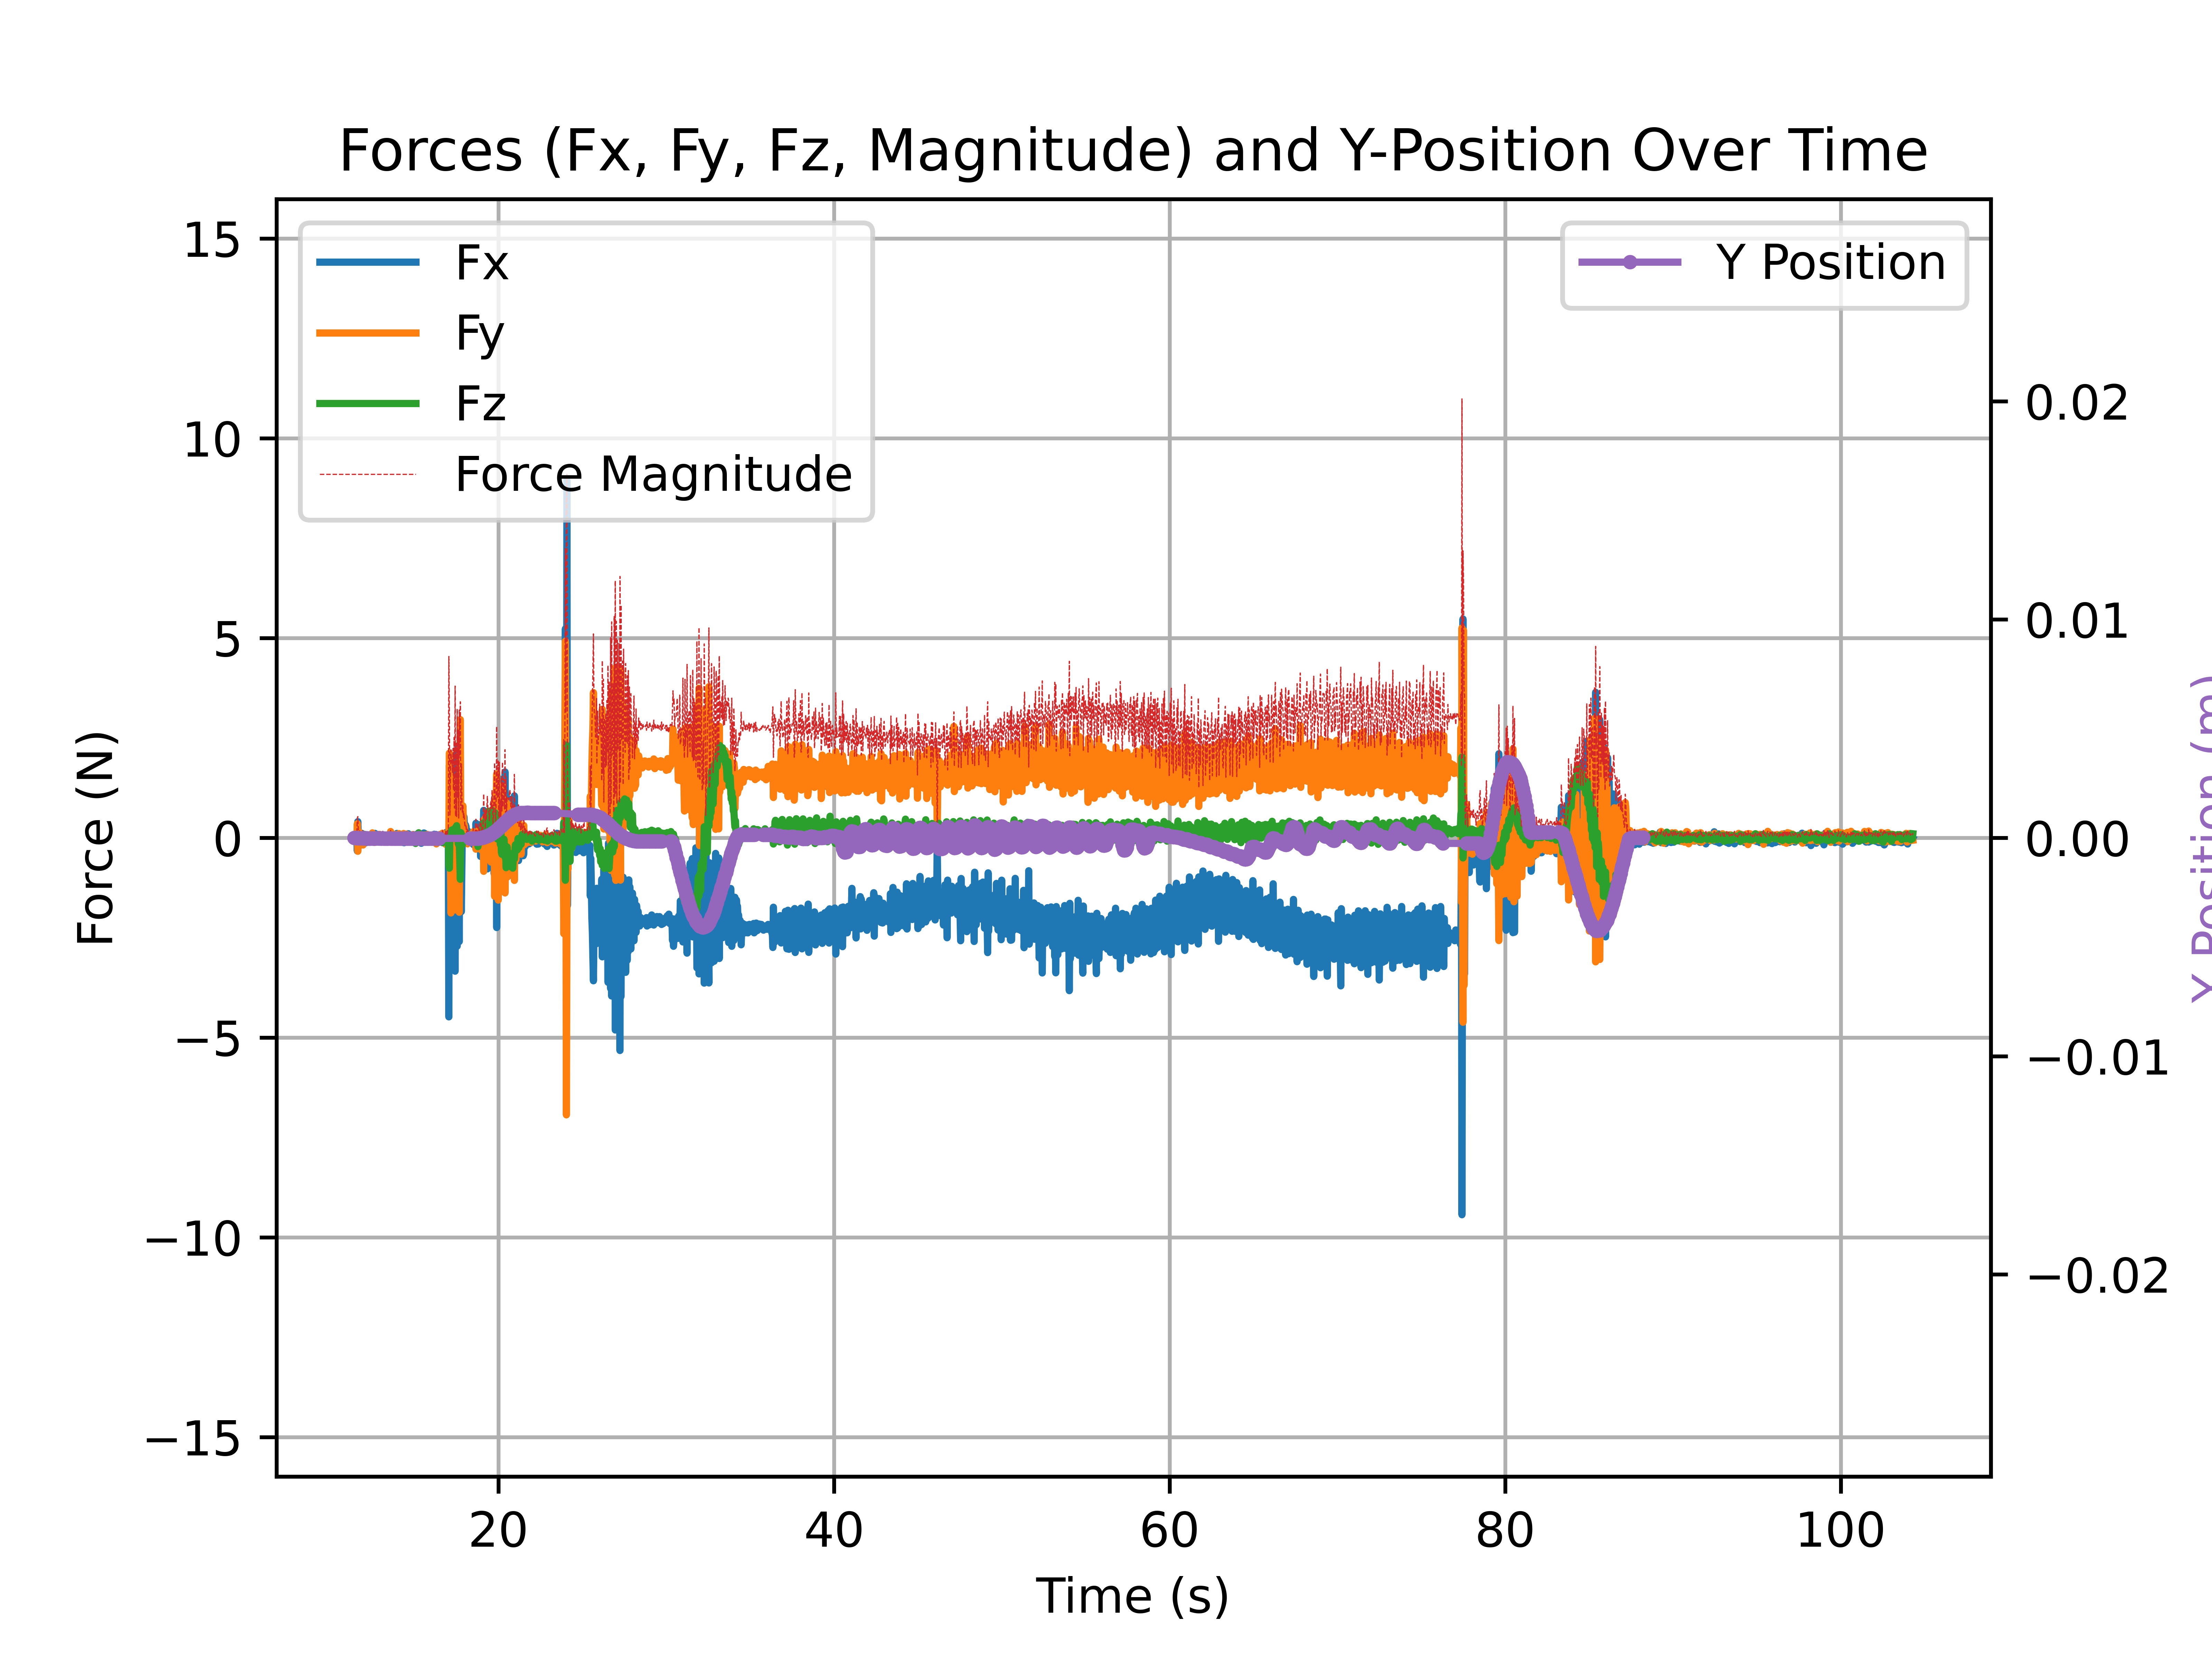 Forces (Fx, Fy, Fz, Magnitude) and Y-Position Over Time
Fx
Fy
Fz
Force Magnitude
Y Position
15
10
5
0
−5
−10
−15
Force (N)
0.02
0.01
0.00
−0.01
−0.02
Y Position (m)
20
40
60
80
100
Time (s)